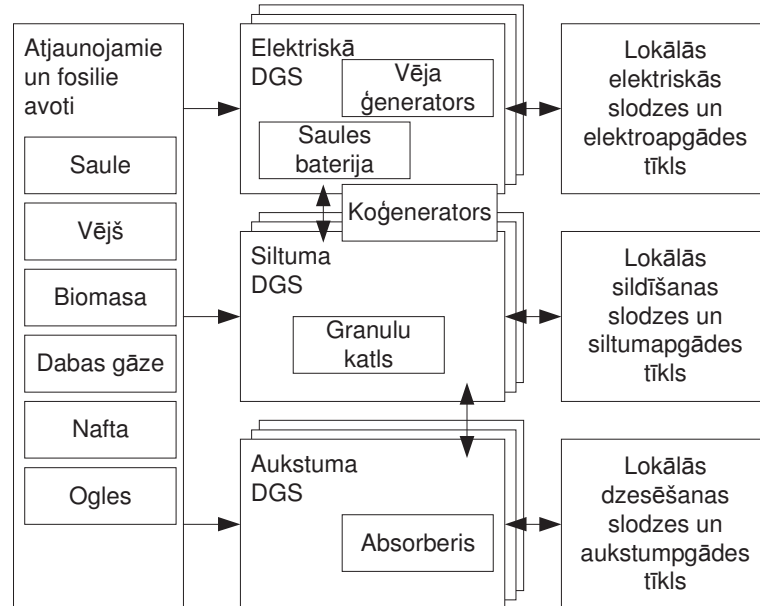 Atjaunojamie
un fosilie
avoti
Saule
Vējš
Biomasa
Dabas gāze
Nafta
Ogles
Elektriskā
DGS
Vēja
ģenerators
Saules
baterija
Koģenerators
Siltuma
DGS
Granulu
katls
Aukstuma
DGS
Absorberis
Lokālās
elektriskās
slodzes un
elektroapgādes
tīkls
Lokālās
sildīšanas
slodzes un
siltumapgādes
tīkls
Lokālās
dzesēšanas
slodzes un
aukstumpgādes
tīkls